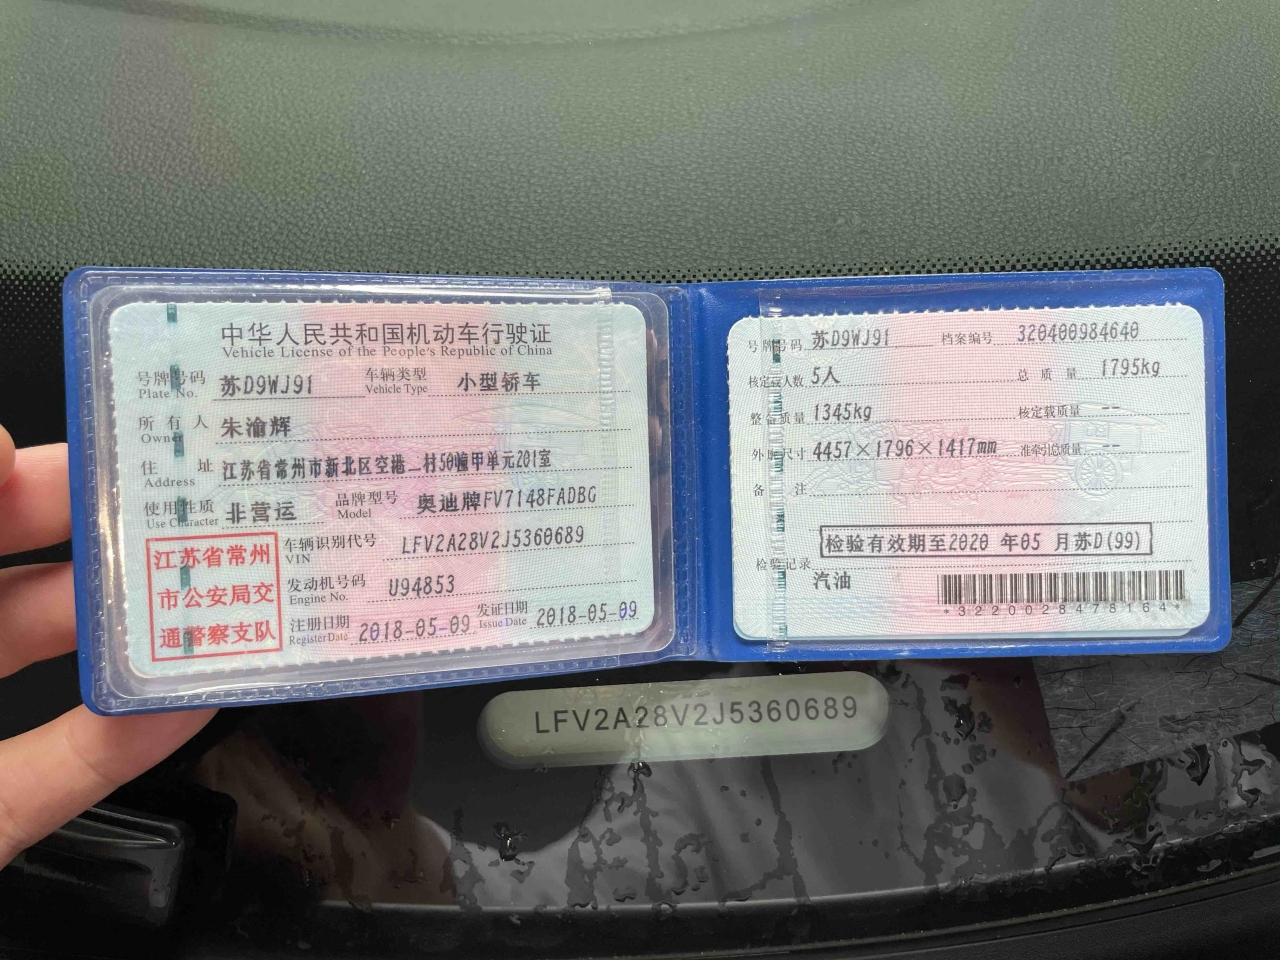 中华人民共和国机动车行驶证
Vehicle License of the People's Republic of China
号牌号码 Plate No. 苏D9WJ91 车辆类型 Vehicle Type 小型轿车
所有人 Owner 朱渝辉
住址 Address 江苏省常州市新北区空港二村50幢甲单元201室
使用性质 Use Character 非营运 品牌型号 Model 奥迪牌FV7148FADBG
车辆识别代号 VIN LFV2A28V2J5360689
发动机号码 Engine No. U94853
注册日期 Register Date 2018-05-09 发证日期 Issue Date 2018-05-09
江苏省常州
市公安局交
通警察支队
号牌号码 苏D9WJ91 档案编号 320400984640
核定载人数 5人 总质量 1795kg
整备质量 1345kg 核定载质量 --
外廓尺寸 4457×1796×1417mm 准牵引总质量 --
备注
检验有效期至2020 年05 月苏D(99)
检验记录
汽油
*3220028478164*
LFV2A28V2J5360689